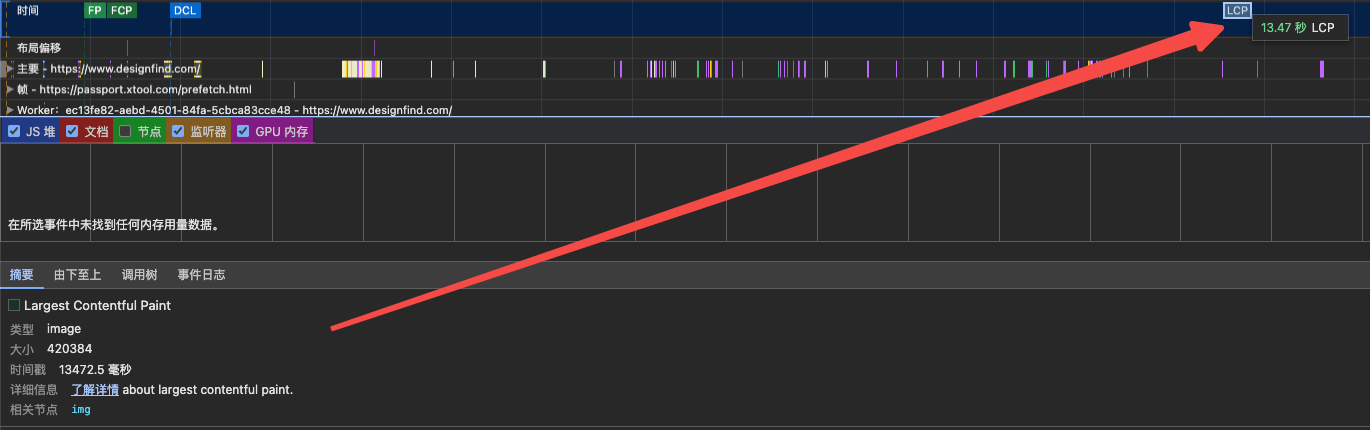 时间 FP FCP DCL LCP
13.47 秒 LCP
布局偏移
主要 - https://www.designfind.com/
帧 - https://passport.xtool.com/prefetch.html
Worker: ec13fe82-aebd-4501-84fa-5cbca83cce48 - https://www.designfind.com/
JS 堆 文档 节点 监听器 GPU 内存
在所选事件中未找到任何内存用量数据。
摘要 由下至上 调用树 事件日志
Largest Contentful Paint
类型 image
大小 420384
时间戳 13472.5 毫秒
详细信息 了解详情 about largest contentful paint.
相关节点 img